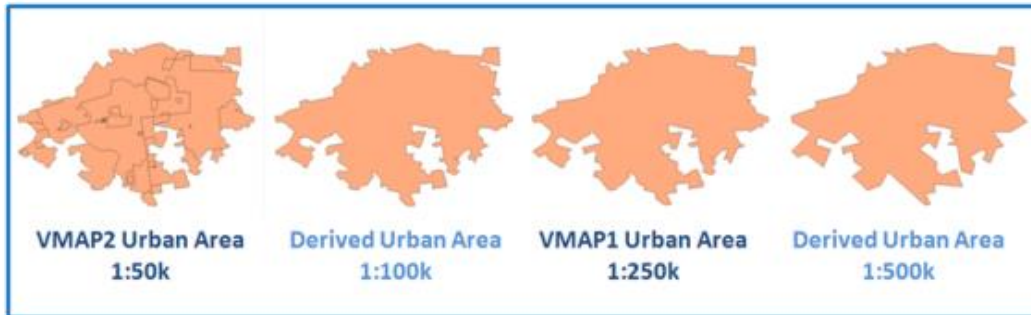 VMAP2 Urban Area
1:50k
Derived Urban Area
1:100k
VMAP1 Urban Area
1:250k
Derived Urban Area
1:500k